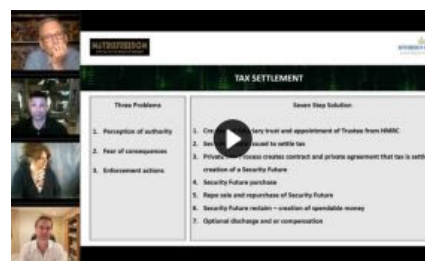 MATRIXFREEDOM
TAX SETTLEMENT
Three Problems
1. Perception of authority
2. Fear of consequences
3. Enforcement actions
Seven Step Solution
1. trust and appointment of Trustee from HMRC
2. issued to settle tax
3. Private creates contract and private agreement that tax is
creation of a Security Future
4. Security Future purchase
5. Repo sale and repurchase of Security Future
6. Security Future reclaim – creation of spendable money
7. Optional discharge and or compensation